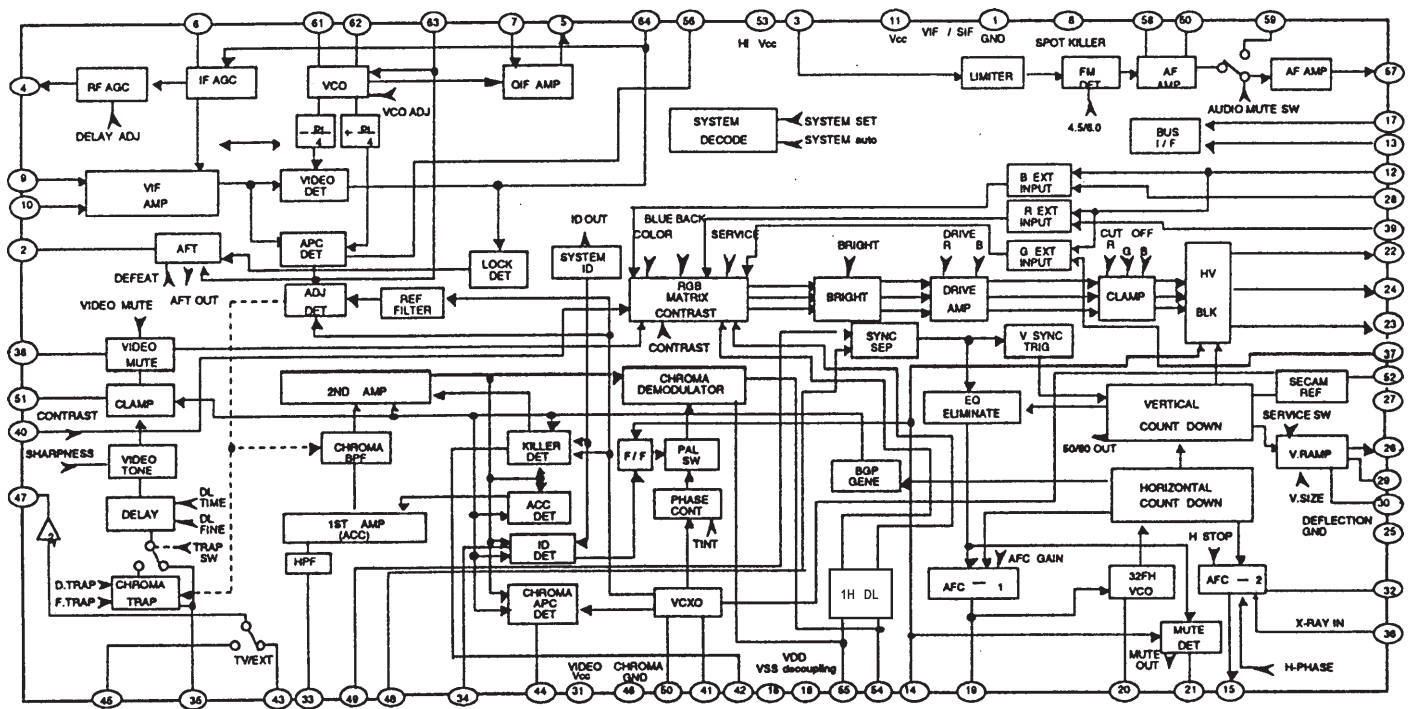 6 61 62 63 7 5 64 56 53 3 11 1 8 58 60 59
HI Vcc
Vcc
VIF / SIF
GND
SPOT KILLER
4
RF AGC
IF AGC
VCO
QIF AMP
LIMITER
FM
DET
AF
AMP
AF AMP
57
DELAY ADJ
VCO ADJ
4.5/6.0
AUDIO MUTE SW
SYSTEM
DECODE
SYSTEM SET
SYSTEM auto
BUS
I / F
17
13
9
10
VIF
AMP
VIDEO
DET
B EXT
INPUT
R EXT
INPUT
G EXT
INPUT
12
28
39
2
AFT
APC
DET
LOCK
DET
ID OUT
SYSTEM
ID
BLUE BACK
COLOR
SERVICE
BRIGHT
DRIVE
R B
CUT OFF
R G B
22
DEFEAT
AFT OUT
ADJ
DET
REF
FILTER
RGB
MATRIX
CONTRAST
BRIGHT
DRIVE
AMP
CLAMP
HV
BLK
24
23
VIDEO MUTE
38
VIDEO
MUTE
CONTRAST
SYNC
SEP
V SYNC
TRIG
37
52
51
CLAMP
2ND AMP
CHROMA
DEMODULATOR
EQ
ELIMINATE
VERTICAL
COUNT DOWN
SECAM
REF
27
CONTRAST
40
SERVICE SW
SHARPNESS
VIDEO
TONE
CHROMA
BPF
KILLER
DET
F / F
PAL
SW
BGP
GENE
50/60 OUT
V.RAMP
26
29
47
DELAY
DL
TIME
DL
FINE
ACC
DET
PHASE
CONT
HORIZONTAL
COUNT DOWN
V.SIZE
30
DEFLECTION
GND
25
2
TRAP
SW
1ST AMP
(ACC)
ID
DET
TINT
H STOP
HPF
AFC GAIN
D.TRAP
F.TRAP
CHROMA
TRAP
CHROMA
APC
DET
VCXO
1H DL
AFC — 1
32FH
VCO
AFC — 2
32
MUTE
DET
X-RAY IN
36
TV/EXT
VIDEO
Vcc
CHROMA
GND
VDD
VSS decoupling
MUTE
OUT
H-PHASE
45 35 43 33 49 48 34 44 31 46 50 41 42 16 18 55 54 14 19 20 21 15